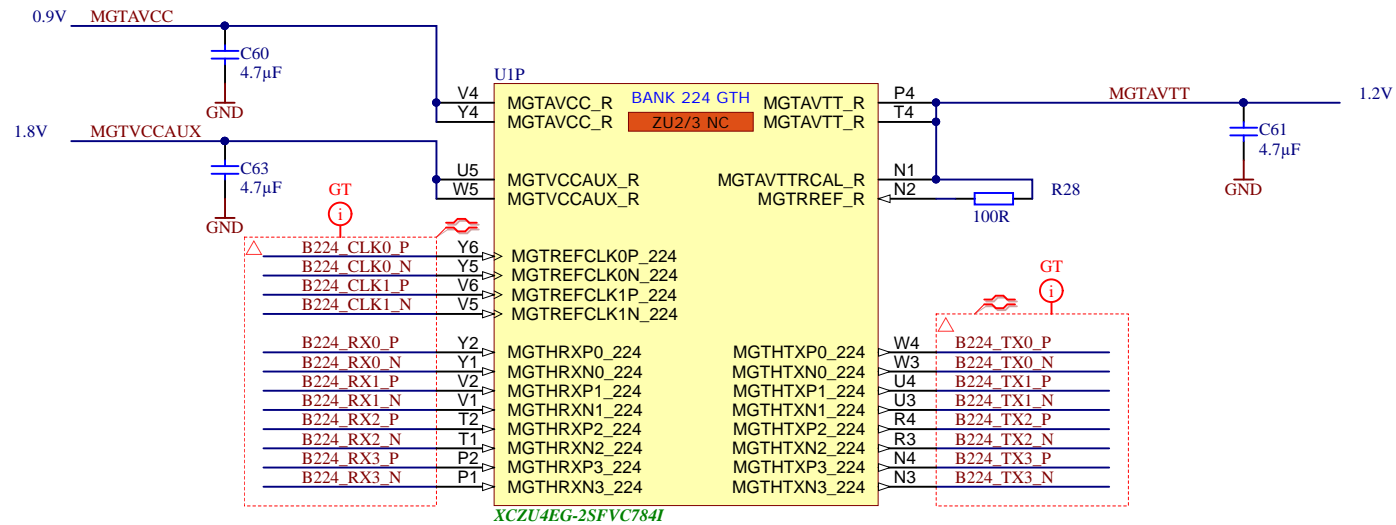 0.9V MGTAVCC
C60
4.7µF
GND
1.8V MGTVCCAUX
C63
4.7µF
GND
U1P
BANK 224 GTH
ZU2/3 NC
V4 MGTAVCC_R
Y4 MGTAVCC_R
U5 MGTVCCAUX_R
W5 MGTVCCAUX_R
MGTAVTT_R P4
MGTAVTT_R T4
MGTAVTTRCAL_R N1
MGTRREF_R N2
MGTAVTT 1.2V
C61
4.7µF
GND
R28
100R
GT
i
B224_CLK0_P Y6 MGTREFCLK0P_224
B224_CLK0_N Y5 MGTREFCLK0N_224
B224_CLK1_P V6 MGTREFCLK1P_224
B224_CLK1_N V5 MGTREFCLK1N_224
B224_RX0_P Y2 MGTHRXP0_224
B224_RX0_N Y1 MGTHRXN0_224
B224_RX1_P V2 MGTHRXP1_224
B224_RX1_N V1 MGTHRXN1_224
B224_RX2_P T2 MGTHRXP2_224
B224_RX2_N T1 MGTHRXN2_224
B224_RX3_P P2 MGTHRXP3_224
B224_RX3_N P1 MGTHRXN3_224
GT
i
MGTHTXP0_224 W4 B224_TX0_P
MGTHTXN0_224 W3 B224_TX0_N
MGTHTXP1_224 U4 B224_TX1_P
MGTHTXN1_224 U3 B224_TX1_N
MGTHTXP2_224 R4 B224_TX2_P
MGTHTXN2_224 R3 B224_TX2_N
MGTHTXP3_224 N4 B224_TX3_P
MGTHTXN3_224 N3 B224_TX3_N
XCZU4EG-2SFVC784I